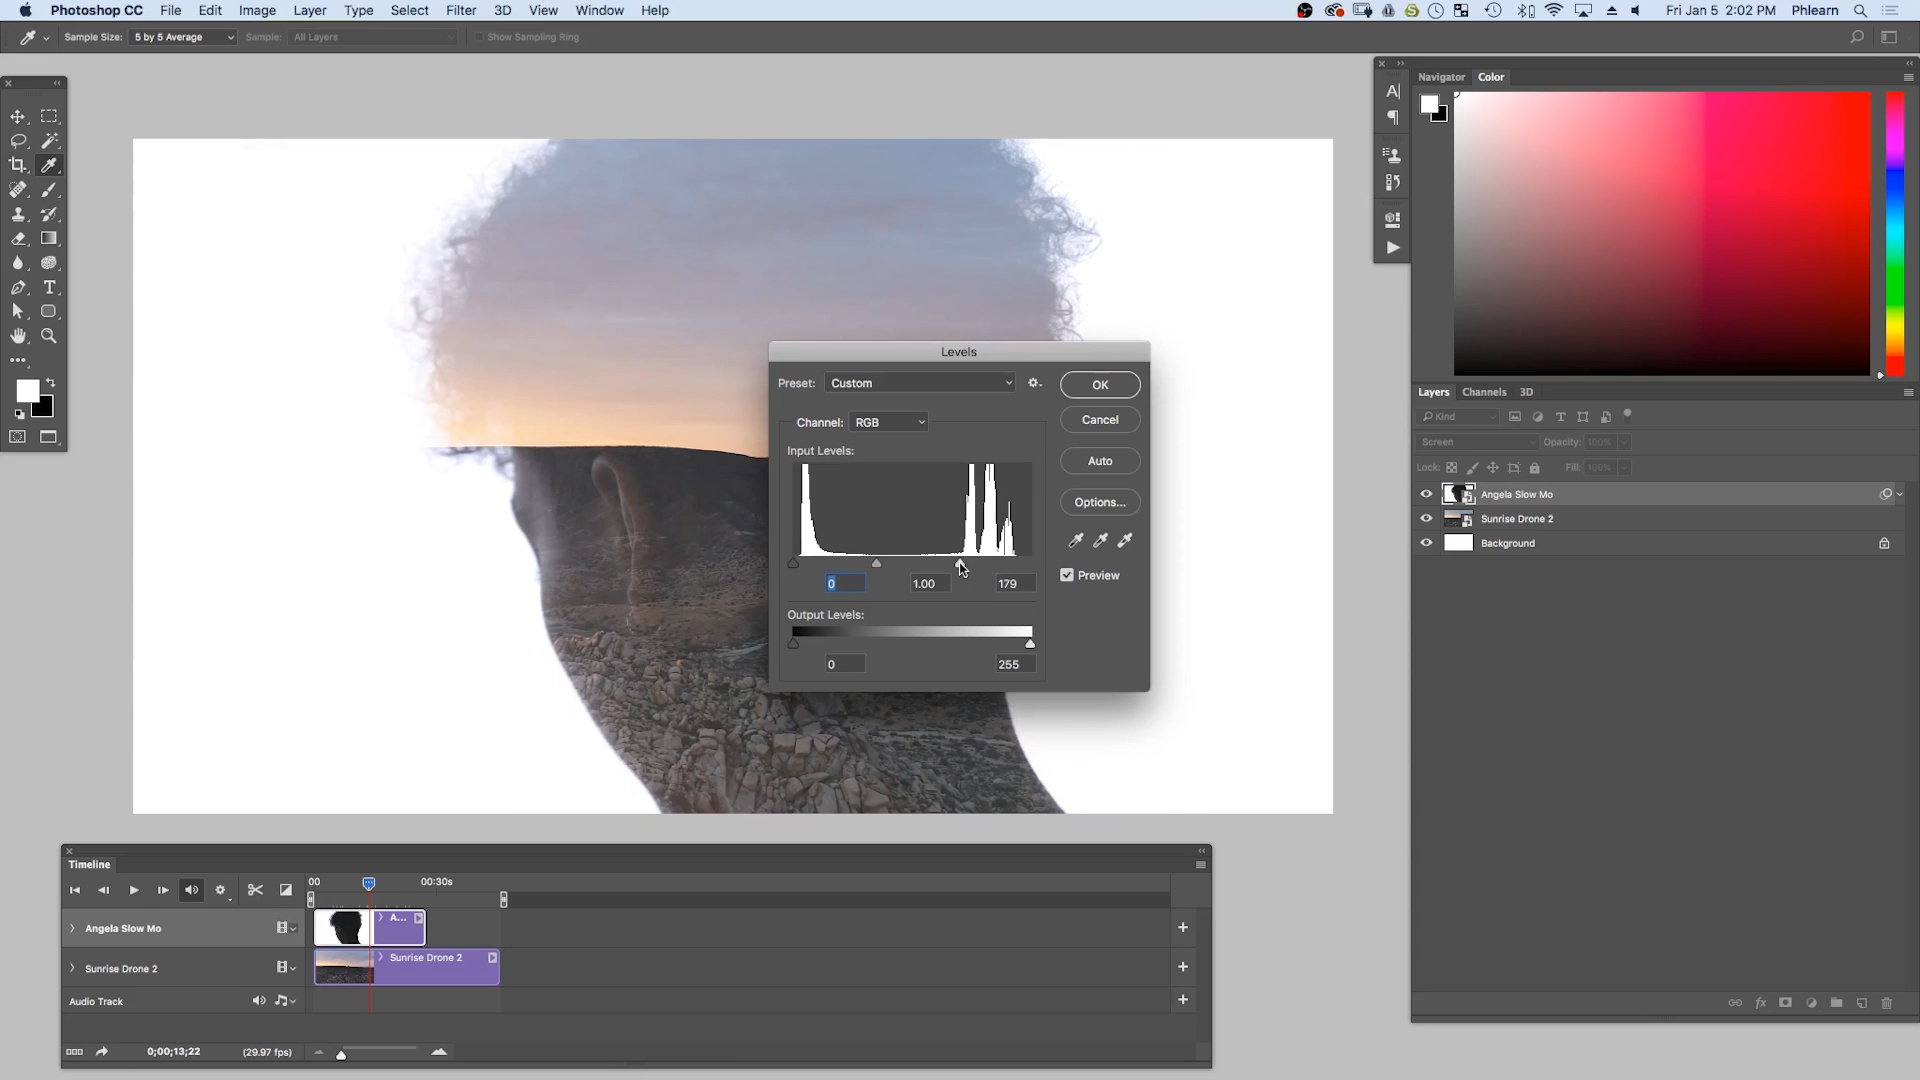 Photoshop CC File Edit Image Layer Type Select Filter 3D View Window Help Fri Jan 5 2:02 PM Phlearn
Sample Size: 5 by 5 Average Sample: All Layers Show Sampling Ring
Navigator Color
Levels
Preset: Custom
OK
Channel: RGB
Cancel
Input Levels:
Auto
Options...
0 1.00 179
Preview
Output Levels:
0 255
Layers Channels 3D
Kind
Screen Opacity: 100%
Lock: Fill: 100%
Angela Slow Mo
Sunrise Drone 2
Background
Timeline
00 00:30s
Angela Slow Mo A...
Sunrise Drone 2 Sunrise Drone 2
Audio Track
0;00;13;22 (29.97 fps)